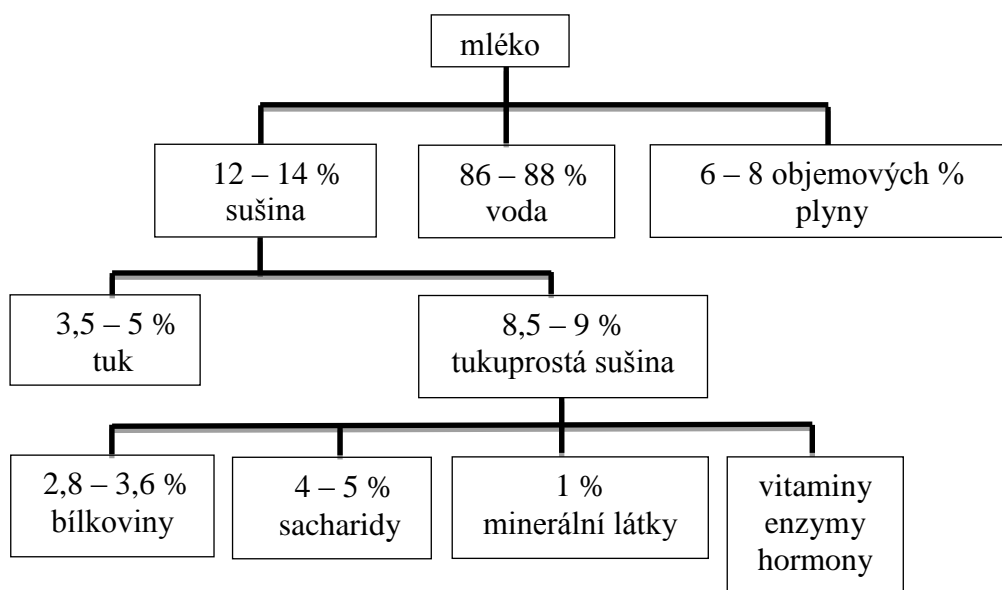 mléko
12 – 14 %
sušina
86 – 88 %
voda
6 – 8 objemových %
plyny
3,5 – 5 %
tuk
8,5 – 9 %
tukuprostá sušina
2,8 – 3,6 %
bílkoviny
4 – 5 %
sacharidy
1 %
minerální látky
vitaminy
enzymy
hormony